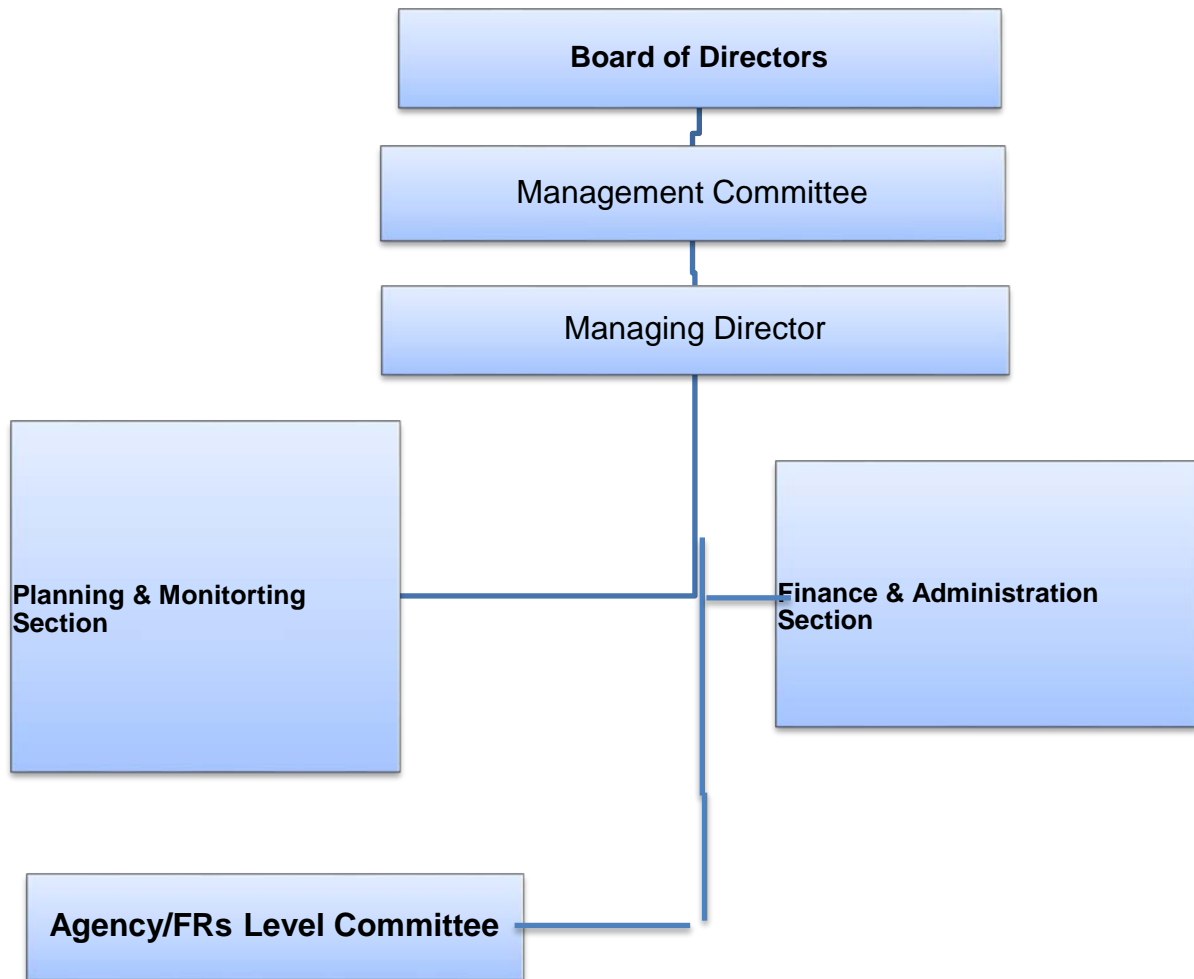 Board of Directors
Management Committee
Managing Director
Planning & Monitorting
Section
Finance & Administration
Section
Agency/FRs Level Committee